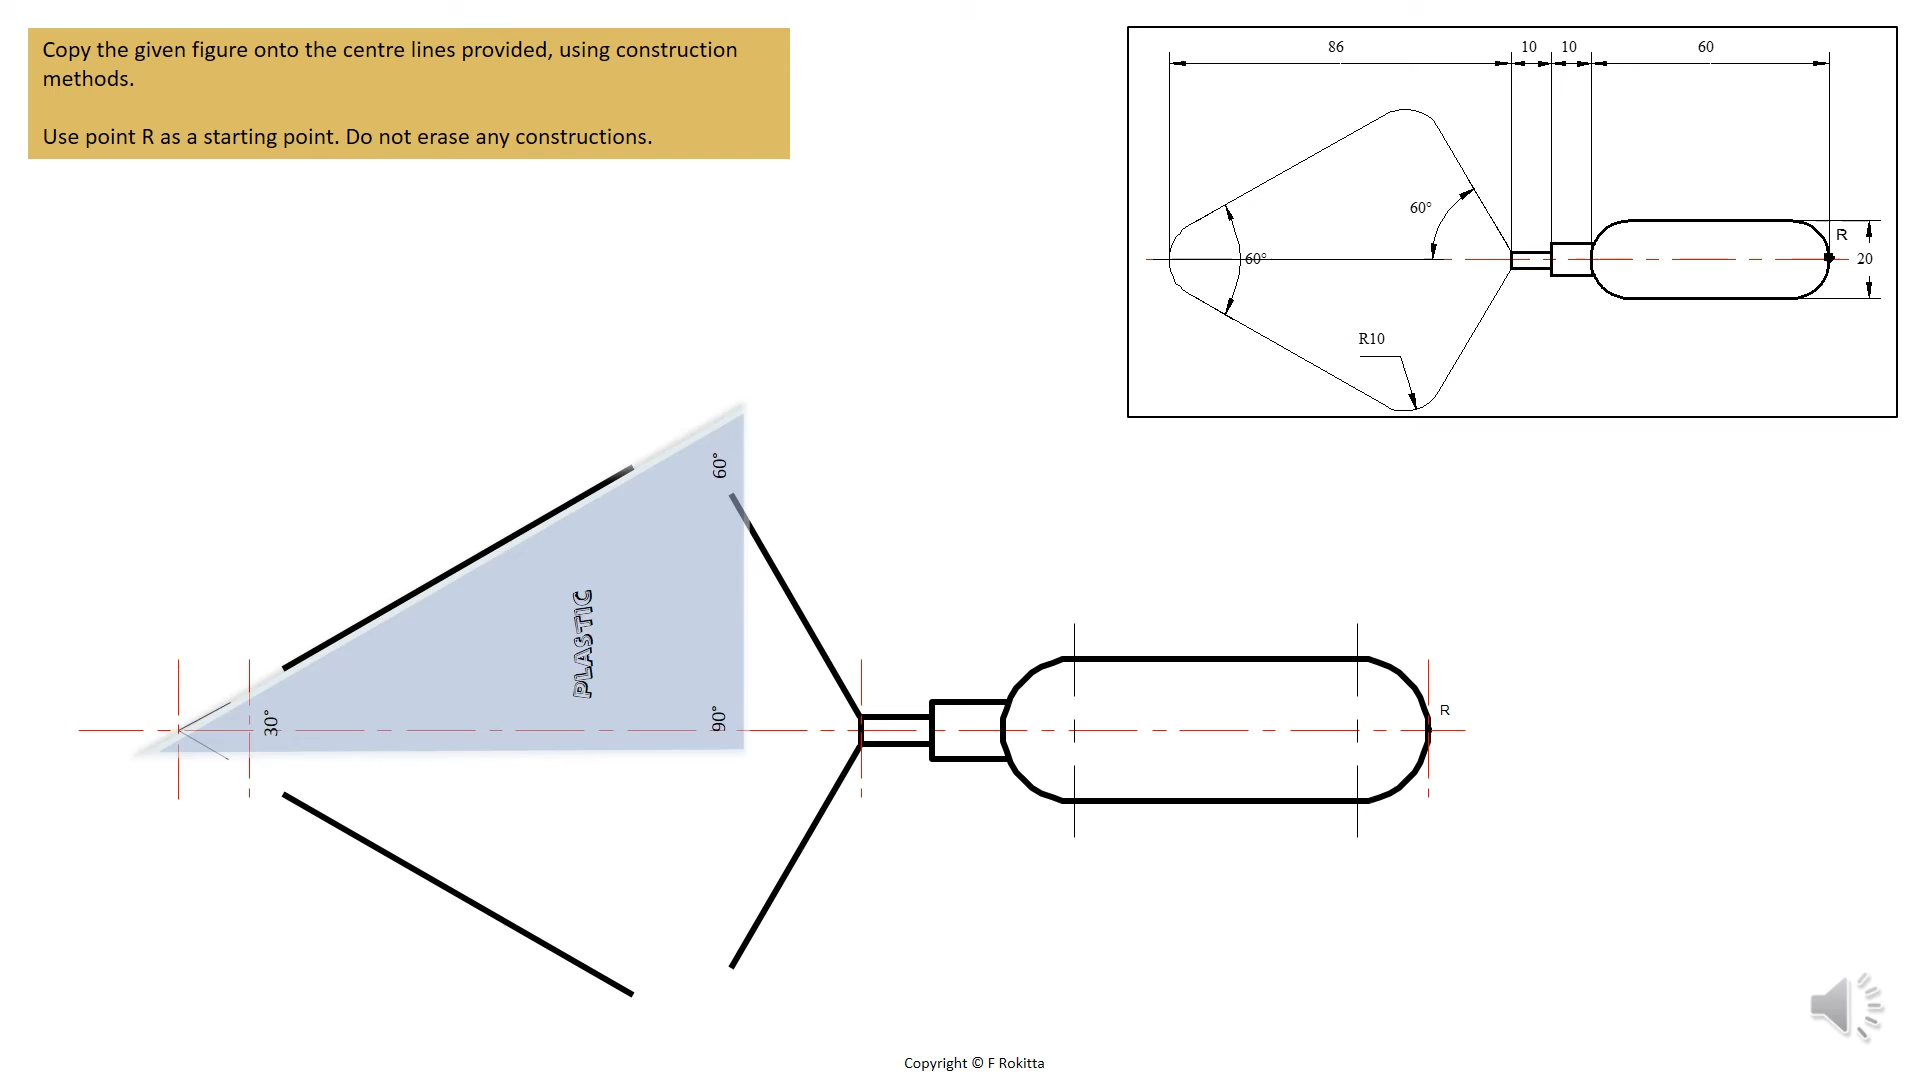 Copy the given figure onto the centre lines provided, using construction
methods.
Use point R as a starting point. Do not erase any constructions.
86
10
10
60
60°
60°
R
20
R10
60°
PLASTIC
30°
90°
R
Copyright © F Rokitta